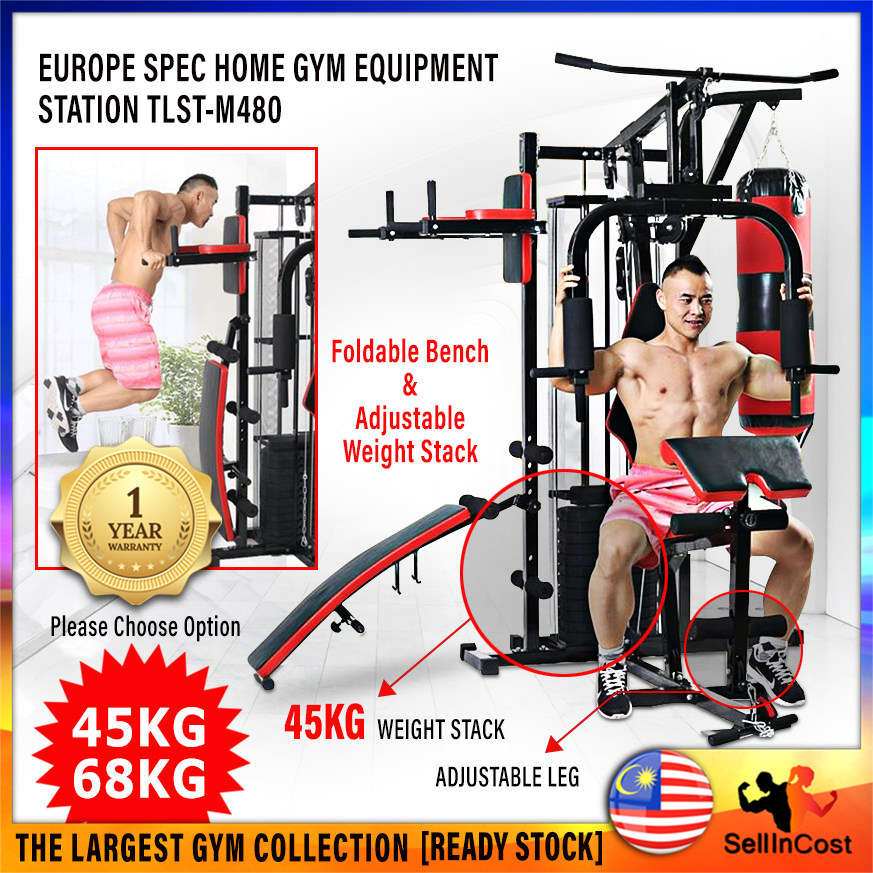 EUROPE SPEC HOME GYM EQUIPMENT
STATION TLST-M480
Foldable Bench
&
Adjustable
Weight Stack
1
YEAR
WARRANTY
Please Choose Option
45KG
68KG
45KG WEIGHT STACK
ADJUSTABLE LEG
THE LARGEST GYM COLLECTION [READY STOCK]
SellInCost